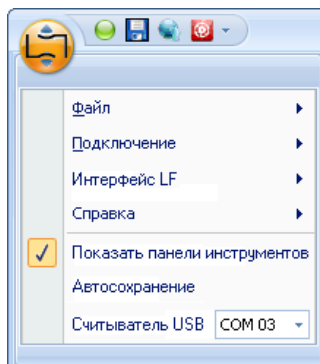 Файл
Подключение
Интерфейс LF
Справка
Показать панели инструментов
Автосохранение
Считыватель USB COM 03